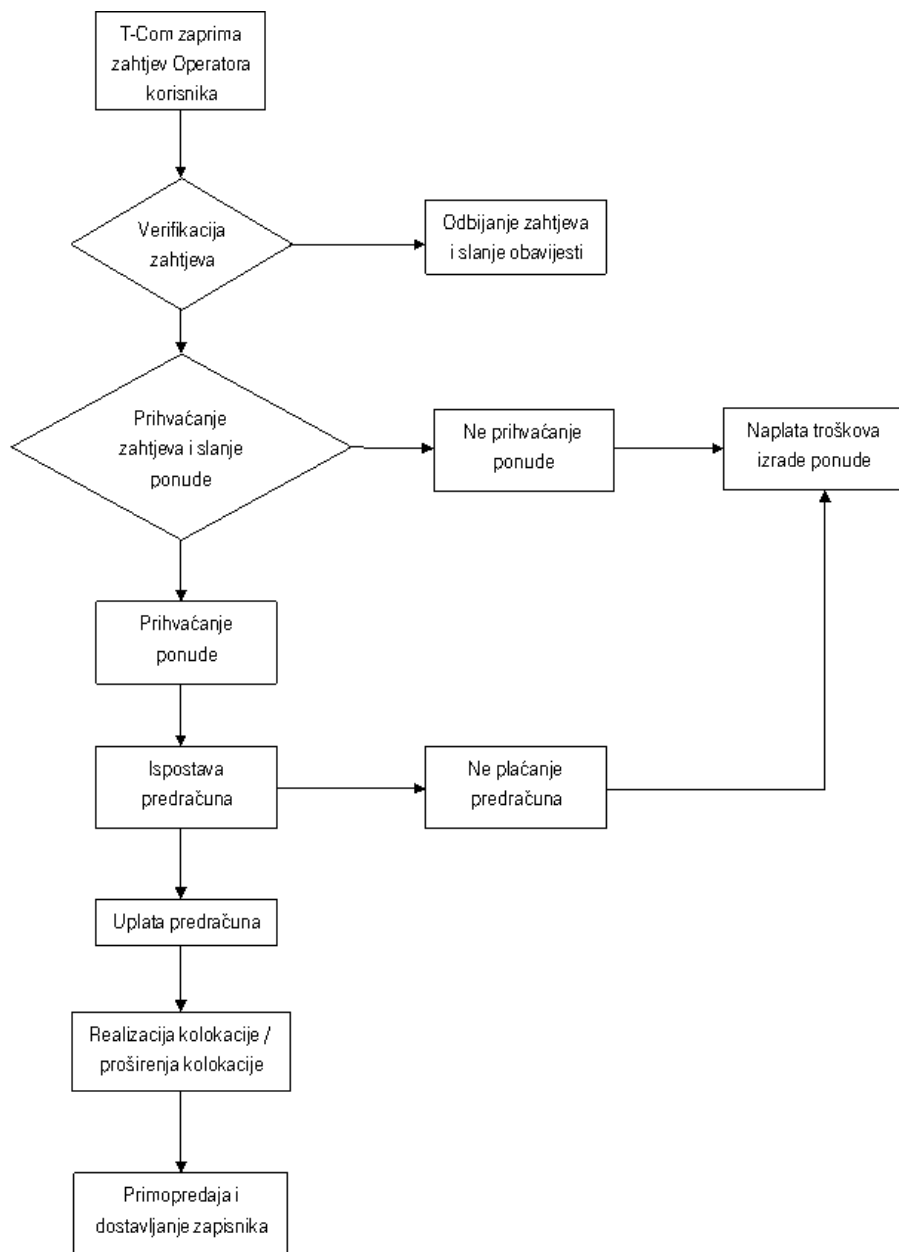 T-Com zaprima
zahtjev Operatora
korisnika
Verifikacija
zahtjeva
Odbijanje zahtjeva
i slanje obavijesti
Prihvaćanje
zahtjeva i slanje
ponude
Ne prihvaćanje
ponude
Naplata troškova
izrade ponude
Prihvaćanje
ponude
Ispostava
predračuna
Ne plaćanje
predračuna
Uplata predračuna
Realizacija kolokacije /
proširenja kolokacije
Primopredaja i
dostavljanje zapisnika